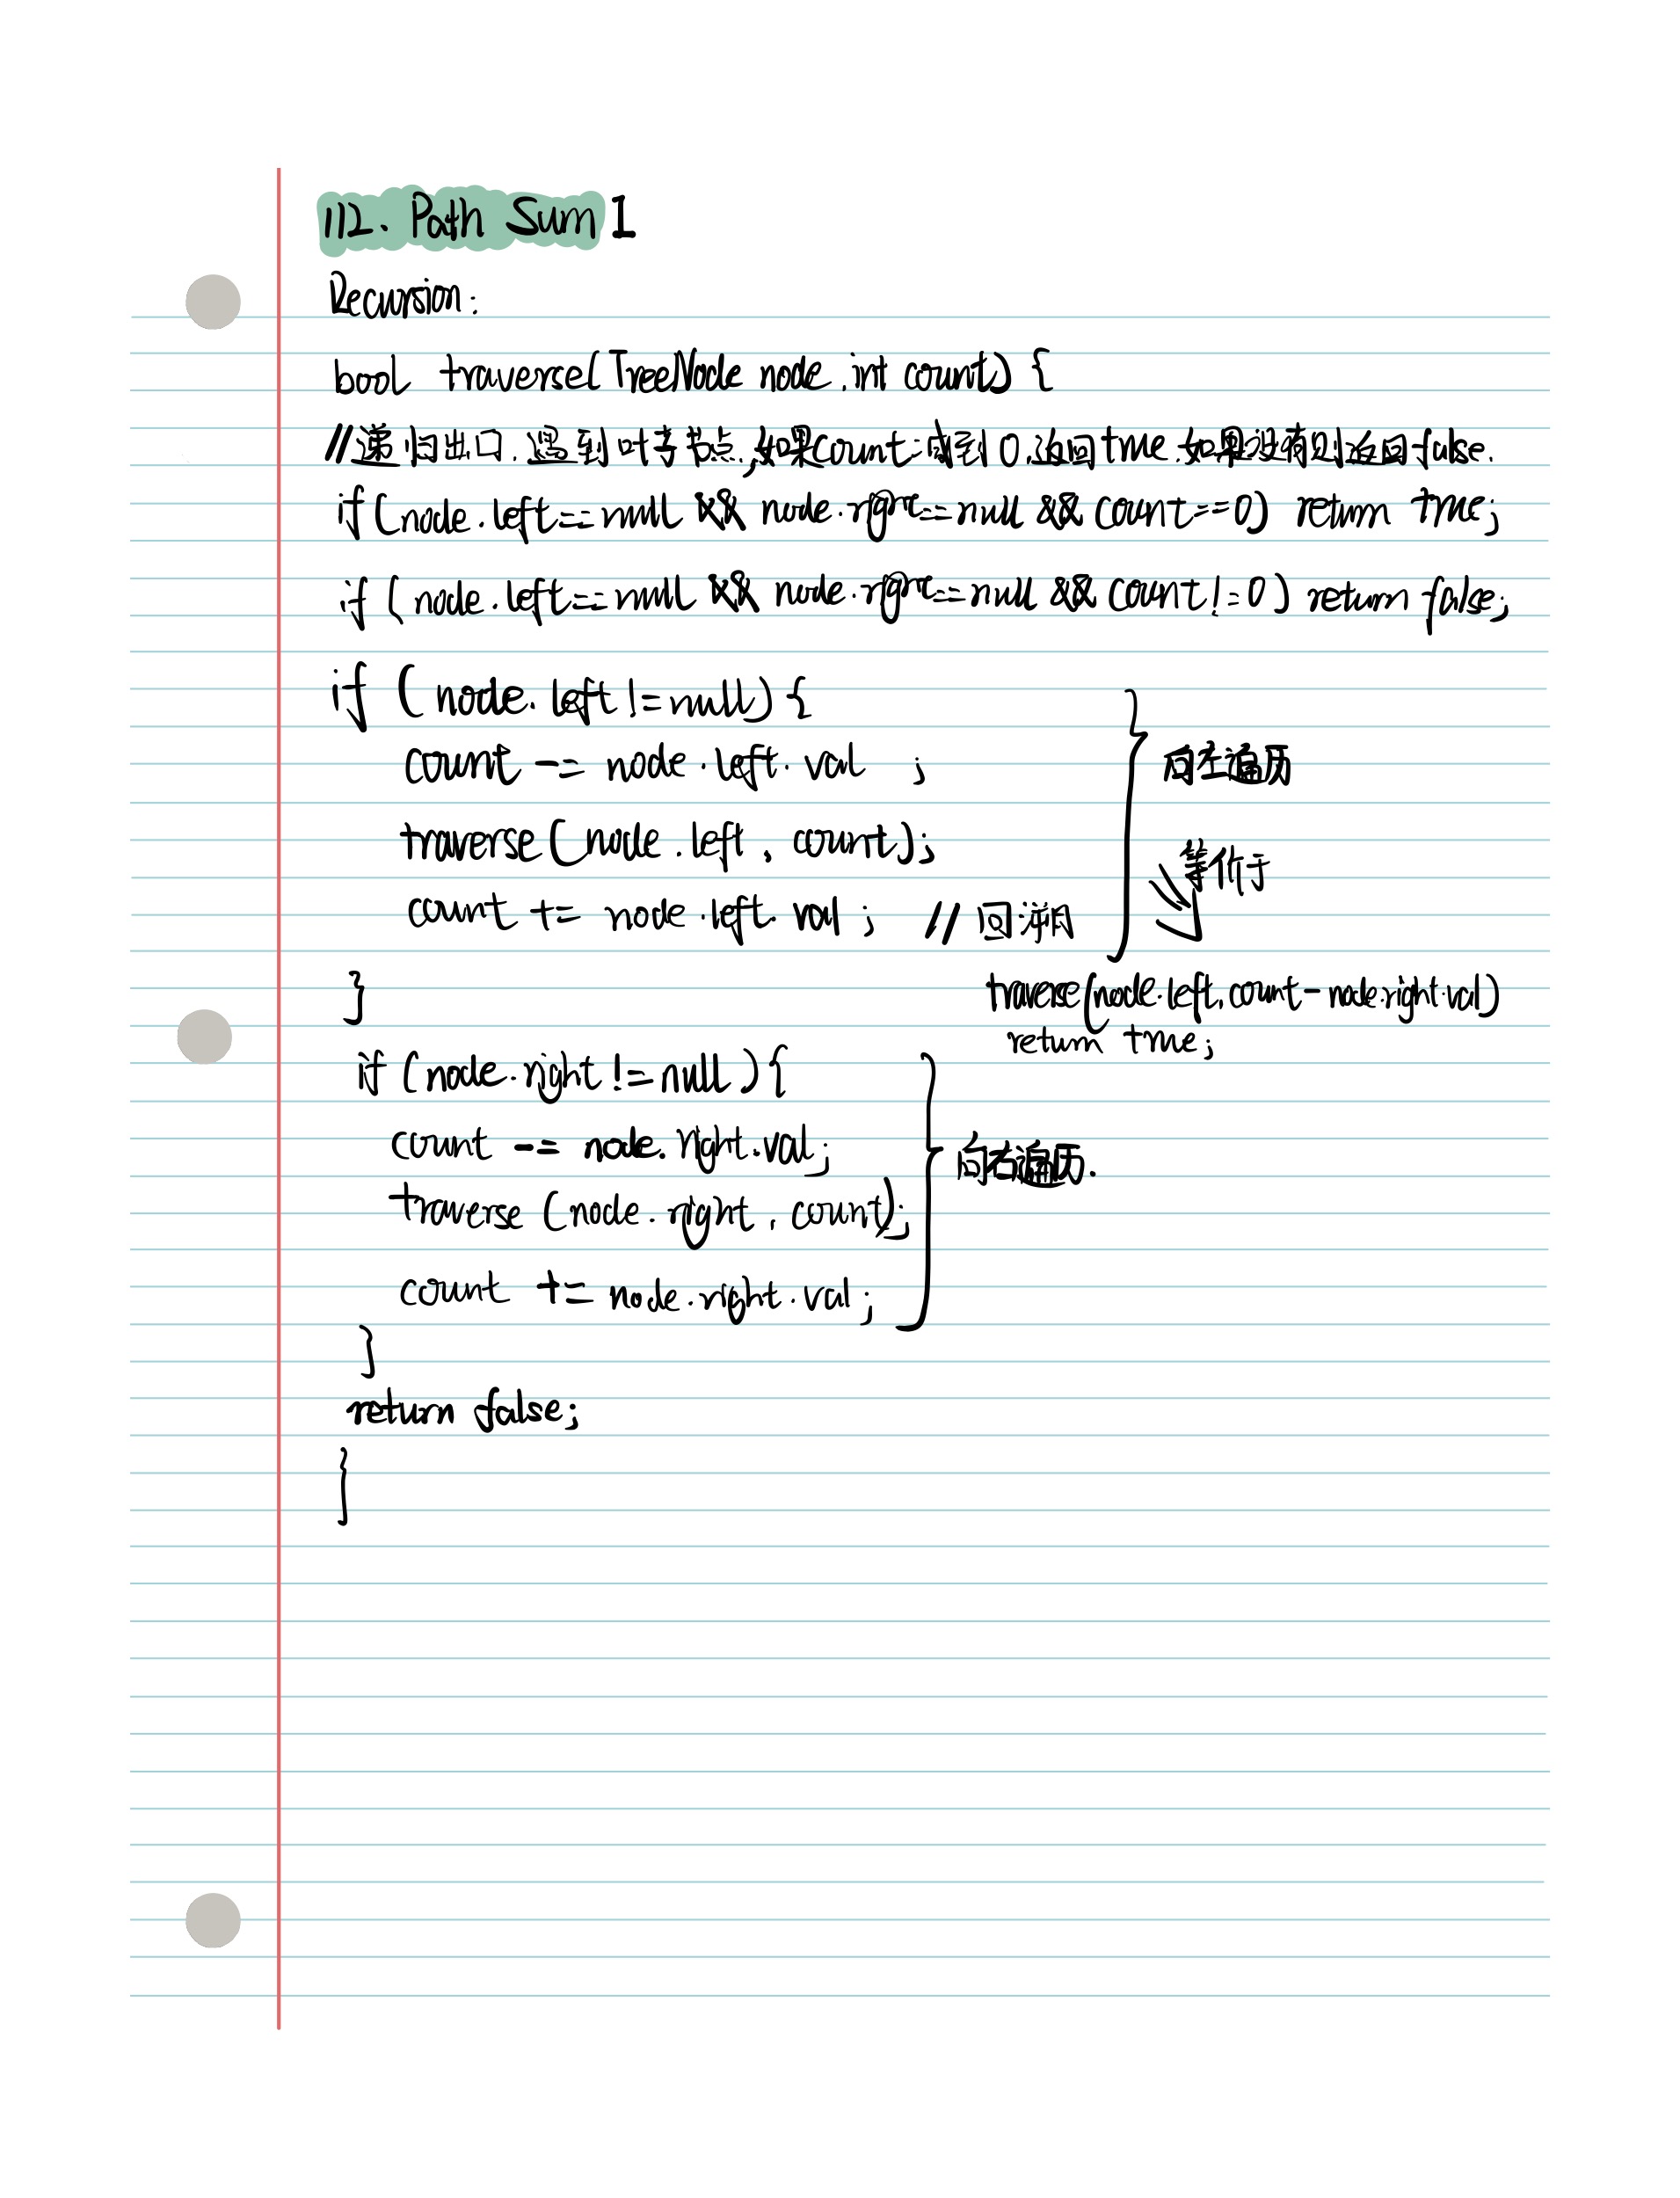 112. Path Sum I
Recursion:
bool traverse(TreeNode node, int count) {
//递归出口.遇到叶子节点,如果count减到0,返回true.如果没有则返回false.
if (node.left==null && node.right==null && count==0) return true;
if (node.left==null && node.right==null && count!=0) return false;
if (node.left!=null) {
count -= node.left.val ;
向左遍历
traverse(node.left, count);
等价于
count += node.left.val ; // 回溯
}
traverse(node.left, count-node.right.val)
return true;
if (node.right!=null) {
count -= node.right.val;
向右遍历.
traverse (node.right, count);
count += node.right.val;
}
return false;
}